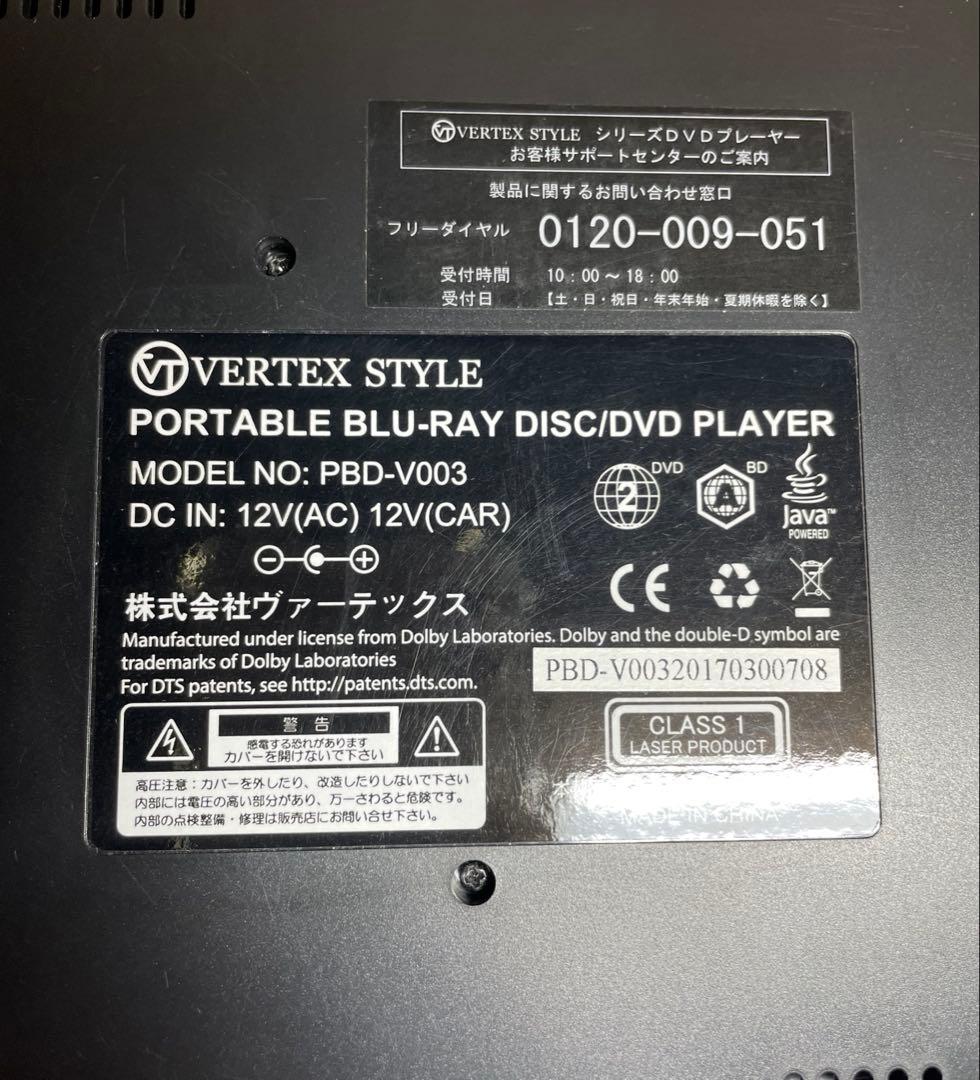 VT VERTEX STYLE シリーズDVDプレーヤー
お客様サポートセンターのご案内
製品に関するお問い合わせ窓口
フリーダイヤル 0120-009-051
受付時間 10:00～18:00
受付日 【土・日・祝日・年末年始・夏期休暇を除く】
VT VERTEX STYLE
PORTABLE BLU-RAY DISC/DVD PLAYER
MODEL NO: PBD-V003
DC IN: 12V(AC) 12V(CAR)
2 DVD
A BD
Java™
POWERED
CE
株式会社ヴァーテックス
Manufactured under license from Dolby Laboratories. Dolby and the double-D symbol are
trademarks of Dolby Laboratories
For DTS patents, see http://patents.dts.com.
PBD-V00320170300708
警告
感電する恐れがあります
カバーを開けないで下さい
高圧注意：カバーを外したり、改造したりしないで下さい
内部には電圧の高い部分があり、万一さわると危険です。
内部の点検整備・修理は販売店にお問い合せ下さい。
CLASS 1
LASER PRODUCT
MADE IN CHINA